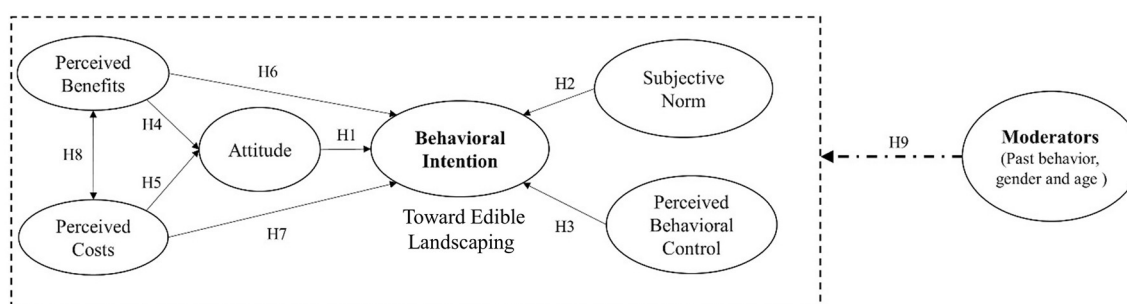 Perceived
Benefits
H6
H4
H8
H5
Attitude
H1
Perceived
Costs
H7
Behavioral
Intention
Toward Edible
Landscaping
H2
Subjective
Norm
H3
Perceived
Behavioral
Control
H9
Moderators
(Past behavior,
gender and age )